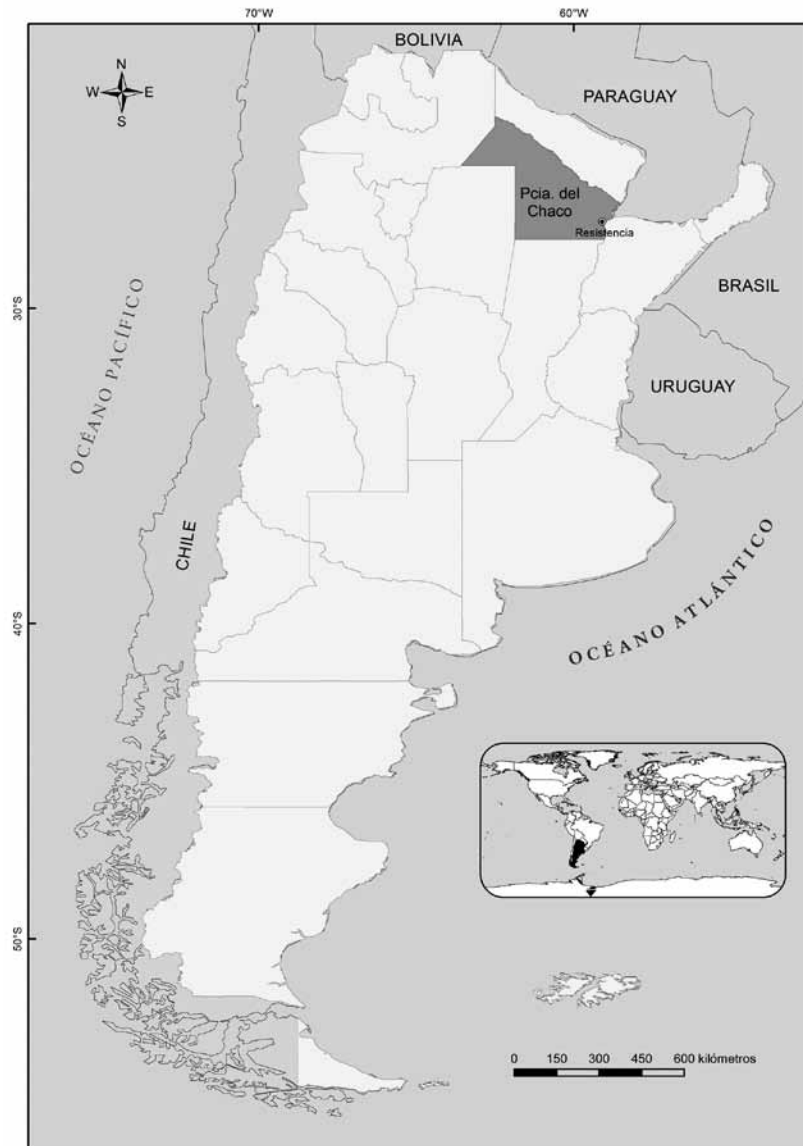 70°W
60°W
BOLIVIA
N
W E
S
PARAGUAY
Pcia. del
Chaco
Resistencia
BRASIL
30°S
URUGUAY
OCÉANO PACÍFICO
CHILE
OCÉANO ATLÁNTICO
40°S
50°S
0 150 300 450 600 kilómetros